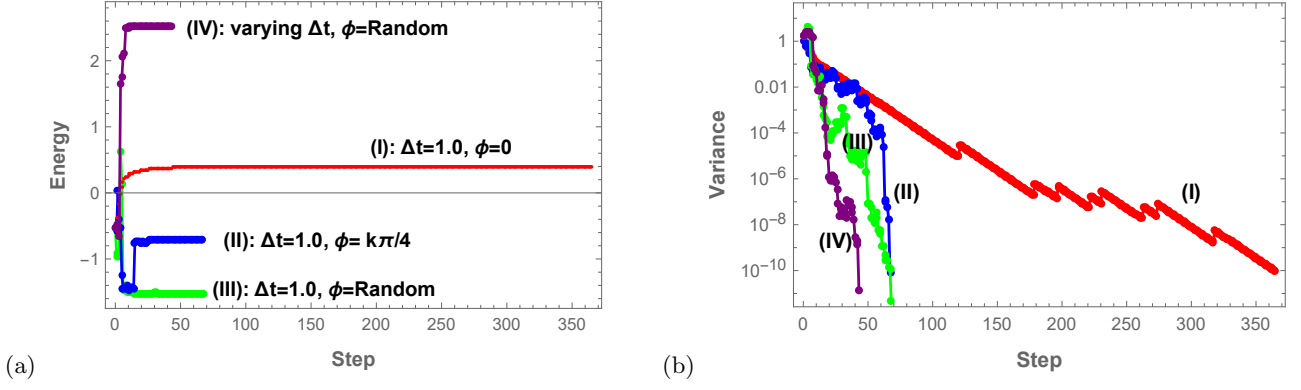 (IV): varying Δt, ϕ=Random
(I): Δt=1.0, ϕ=0
(II): Δt=1.0, ϕ= kπ/4
(III): Δt=1.0, ϕ=Random
Energy
2
1
0
-1
0 50 100 150 200 250 300 350
Step
(a)
Variance
1
0.01
10^-4
10^-6
10^-8
10^-10
(III)
(II)
(I)
(IV)
0 50 100 150 200 250 300 350
Step
(b)